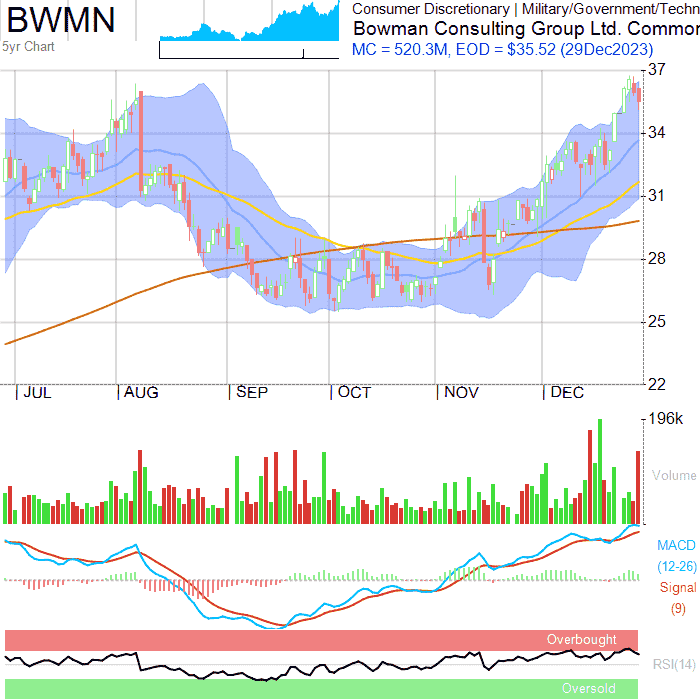 BWMN
5yr Chart
Consumer Discretionary | Military/Government/Techn
Bowman Consulting Group Ltd. Common
MC = 520.3M, EOD = $35.52 (29Dec2023)
37
34
31
28
25
22
JUL AUG SEP OCT NOV DEC
196k
Volume
MACD
(12-26)
Signal
(9)
Overbought
RSI(14)
Oversold